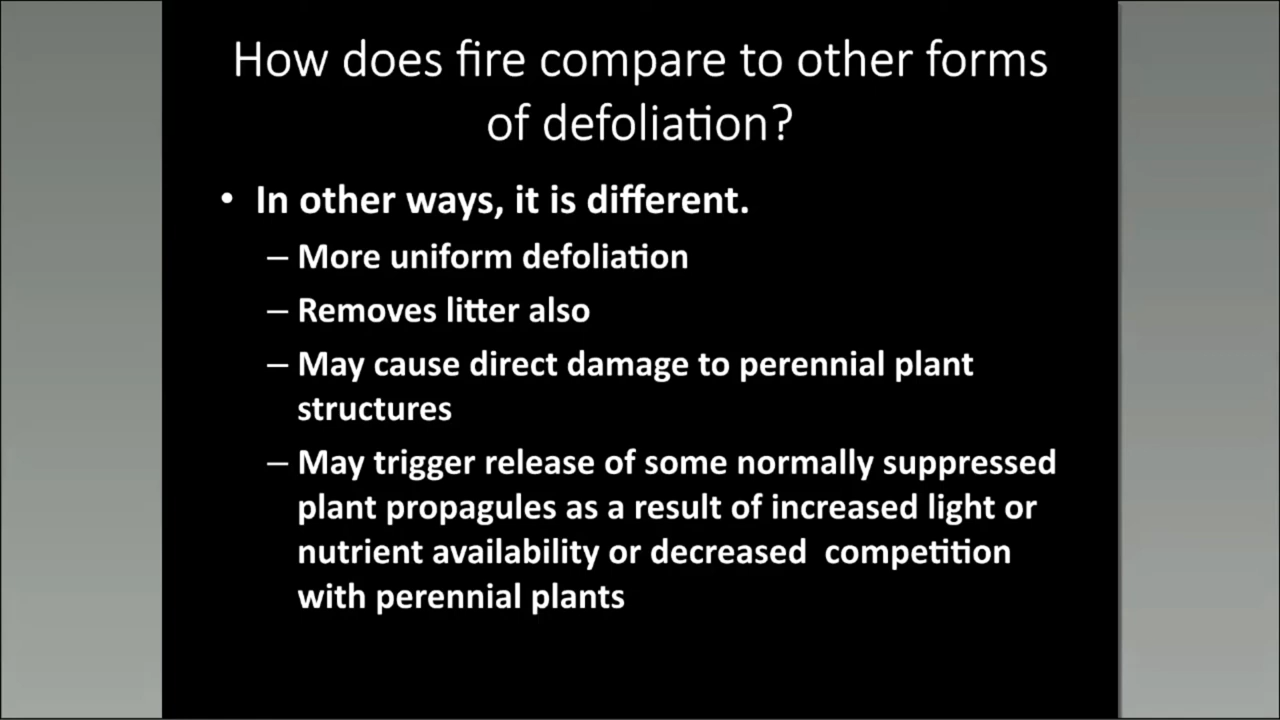 How does fire compare to other forms
of defoliation?
• In other ways, it is different.
– More uniform defoliation
– Removes litter also
– May cause direct damage to perennial plant
structures
– May trigger release of some normally suppressed
plant propagules as a result of increased light or
nutrient availability or decreased  competition
with perennial plants